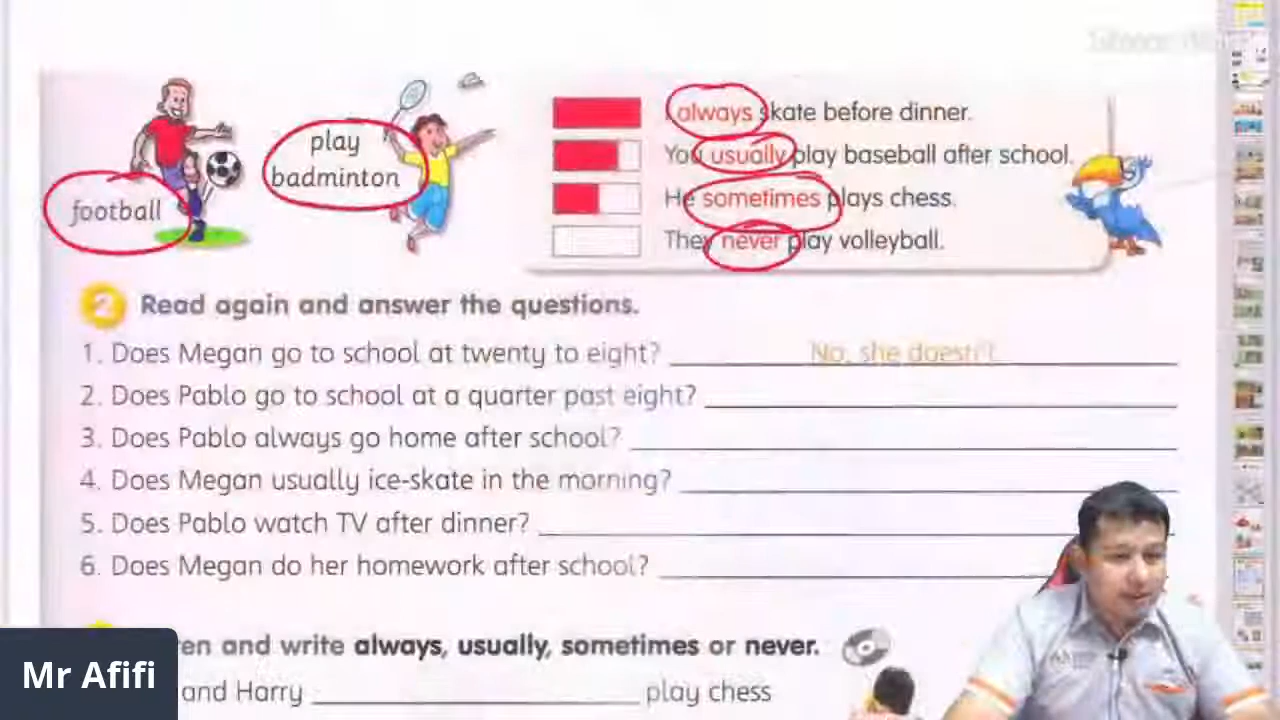 football
play
badminton
I always skate before dinner.
You usually play baseball after school.
He sometimes plays chess.
They never play volleyball.
2 Read again and answer the questions.
1. Does Megan go to school at twenty to eight? No, she doesn't.
2. Does Pablo go to school at a quarter past eight?
3. Does Pablo always go home after school?
4. Does Megan usually ice-skate in the morning?
5. Does Pablo watch TV after dinner?
6. Does Megan do her homework after school?
and write always, usually, sometimes or never.
and Harry play chess
Mr Afifi